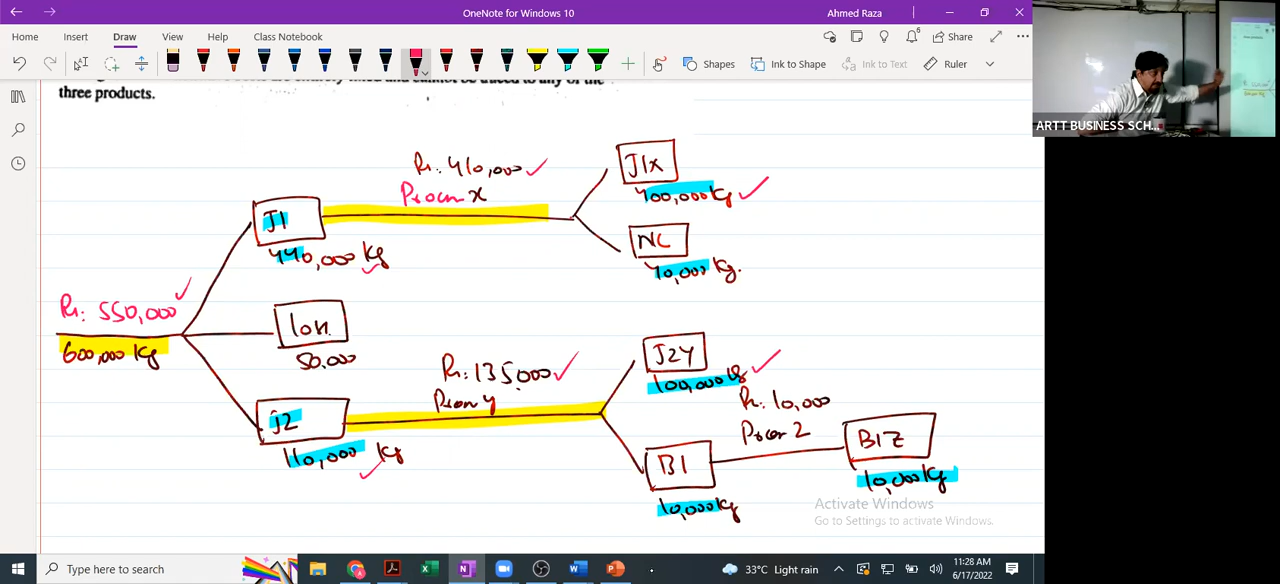 OneNote for Windows 10
Ahmed Raza
Home Insert Draw View Help Class Notebook
Share
Shapes Ink to Shape Ink to Text Ruler
three products.
ARTT BUSINESS SCH...
Rs: 410,000
Process X
J1X
400,000 kg
J1
440,000 kg
NC
40,000 kg.
Rs: 550,000
600,000 kg
loss
50,000
Rs: 135,000
Process Y
J2Y
100,000 kg
J2
110,000 kg
Rs: 10,000
Process Z
B1
10,000 kg
B1Z
10,000 kg
Activate Windows
Go to Settings to activate Windows.
Type here to search
33°C Light rain
11:28 AM
6/17/2022